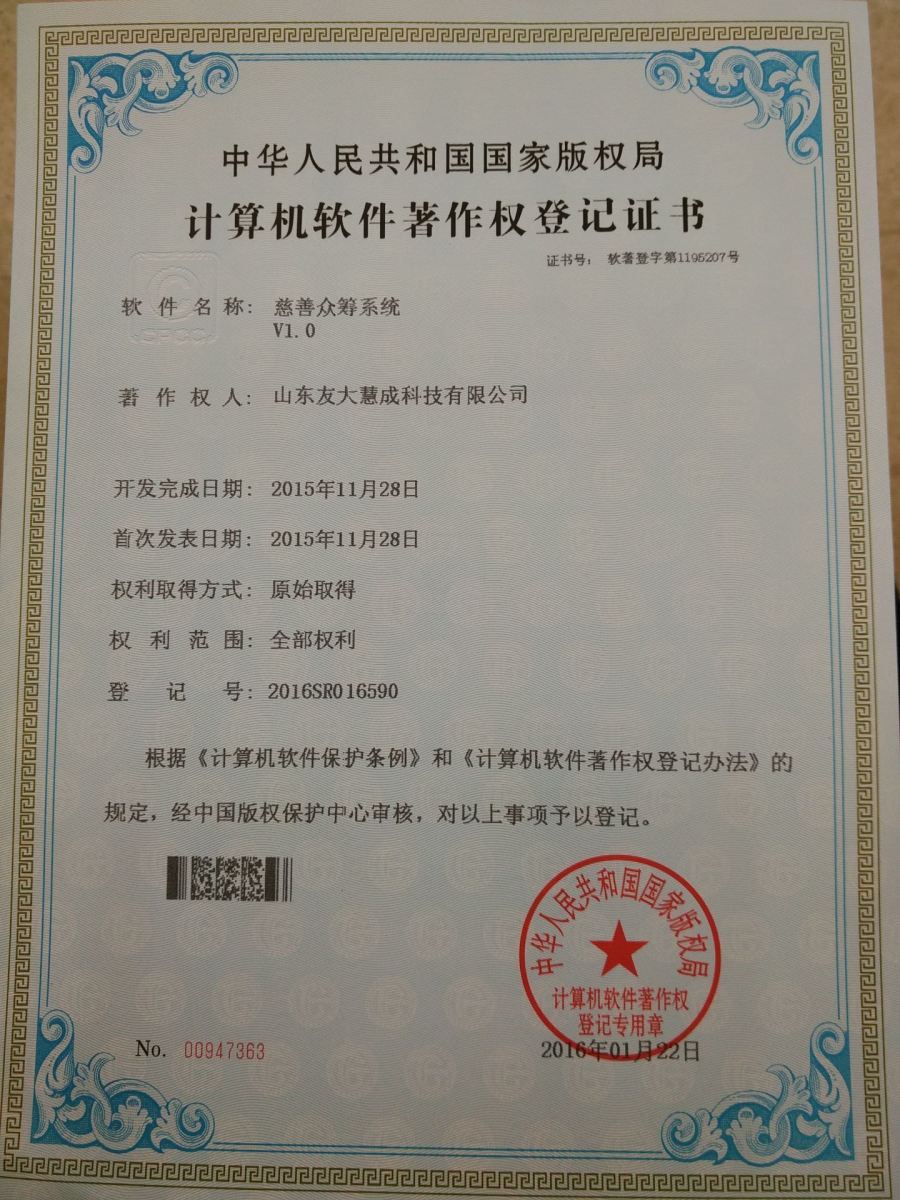 中华人民共和国国家版权局
计算机软件著作权登记证书
证书号： 软著登字第1195207号
CPCC
软件名称： 慈善众筹系统
V1.0
著作权人： 山东友大慧成科技有限公司
开发完成日期： 2015年11月28日
首次发表日期： 2015年11月28日
权利取得方式： 原始取得
权利范围： 全部权利
登记号： 2016SR016590
根据《计算机软件保护条例》和《计算机软件著作权登记办法》的
规定，经中国版权保护中心审核，对以上事项予以登记。
中华人民共和国国家版权局
计算机软件著作权
登记专用章
No. 00947363
2016年01月22日